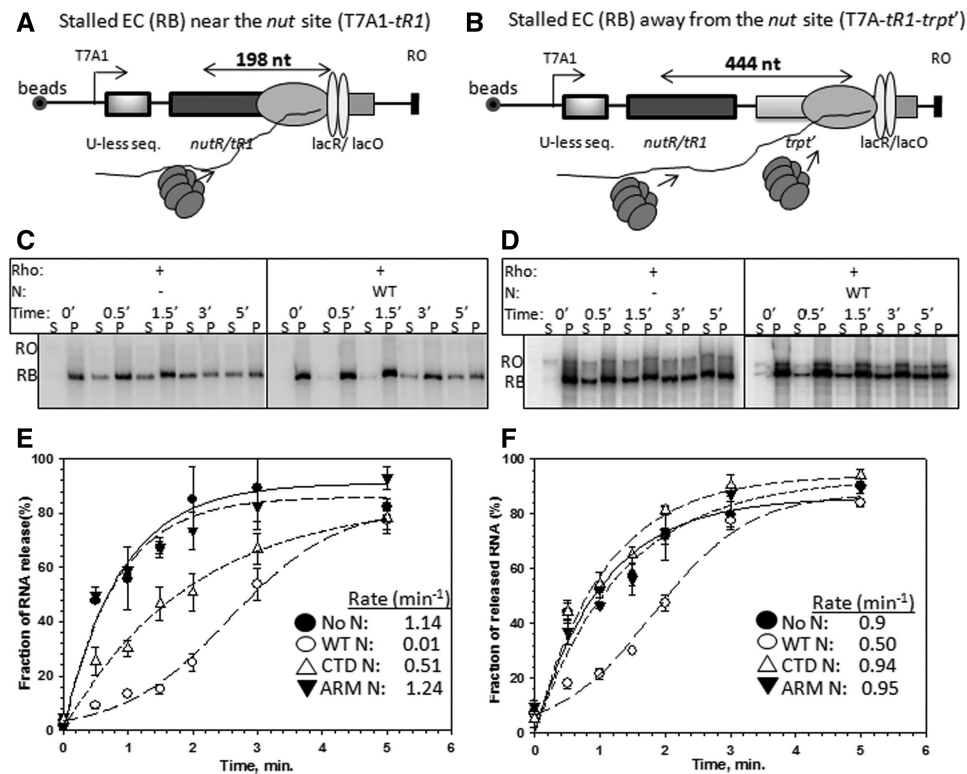 A Stalled EC (RB) near the nut site (T7A1-tR1)
T7A1
198 nt
RO
beads
U-less seq.
nutR/tR1
lacR/ lacO
B Stalled EC (RB) away from the nut site (T7A-tR1-trpt’)
T7A1
444 nt
RO
beads
U-less seq.
nutR/tR1
trpt’
lacR/lacO
C
Rho: + +
N: - WT
Time: 0’ 0.5’ 1.5’ 3’ 5’ 0’ 0.5’ 1.5’ 3’ 5’
S P S P S P S P S P S P S P S P S P S P
RO
RB
D
Rho: + +
N: - WT
Time: 0’ 0.5’ 1.5’ 3’ 5’ 0’ 0.5’ 1.5’ 3’ 5’
S P S P S P S P S P S P S P S P S P S P
RO
RB
E
Fraction of RNA release(%)
100
80
60
40
20
0
Rate (min-1)
No N: 1.14
WT N: 0.01
CTD N: 0.51
ARM N: 1.24
0 1 2 3 4 5 6
Time, min.
F
Fraction of released RNA (%)
100
80
60
40
20
0
Rate (min-1)
No N: 0.9
WT N: 0.50
CTD N: 0.94
ARM N: 0.95
0 1 2 3 4 5 6
Time, min.